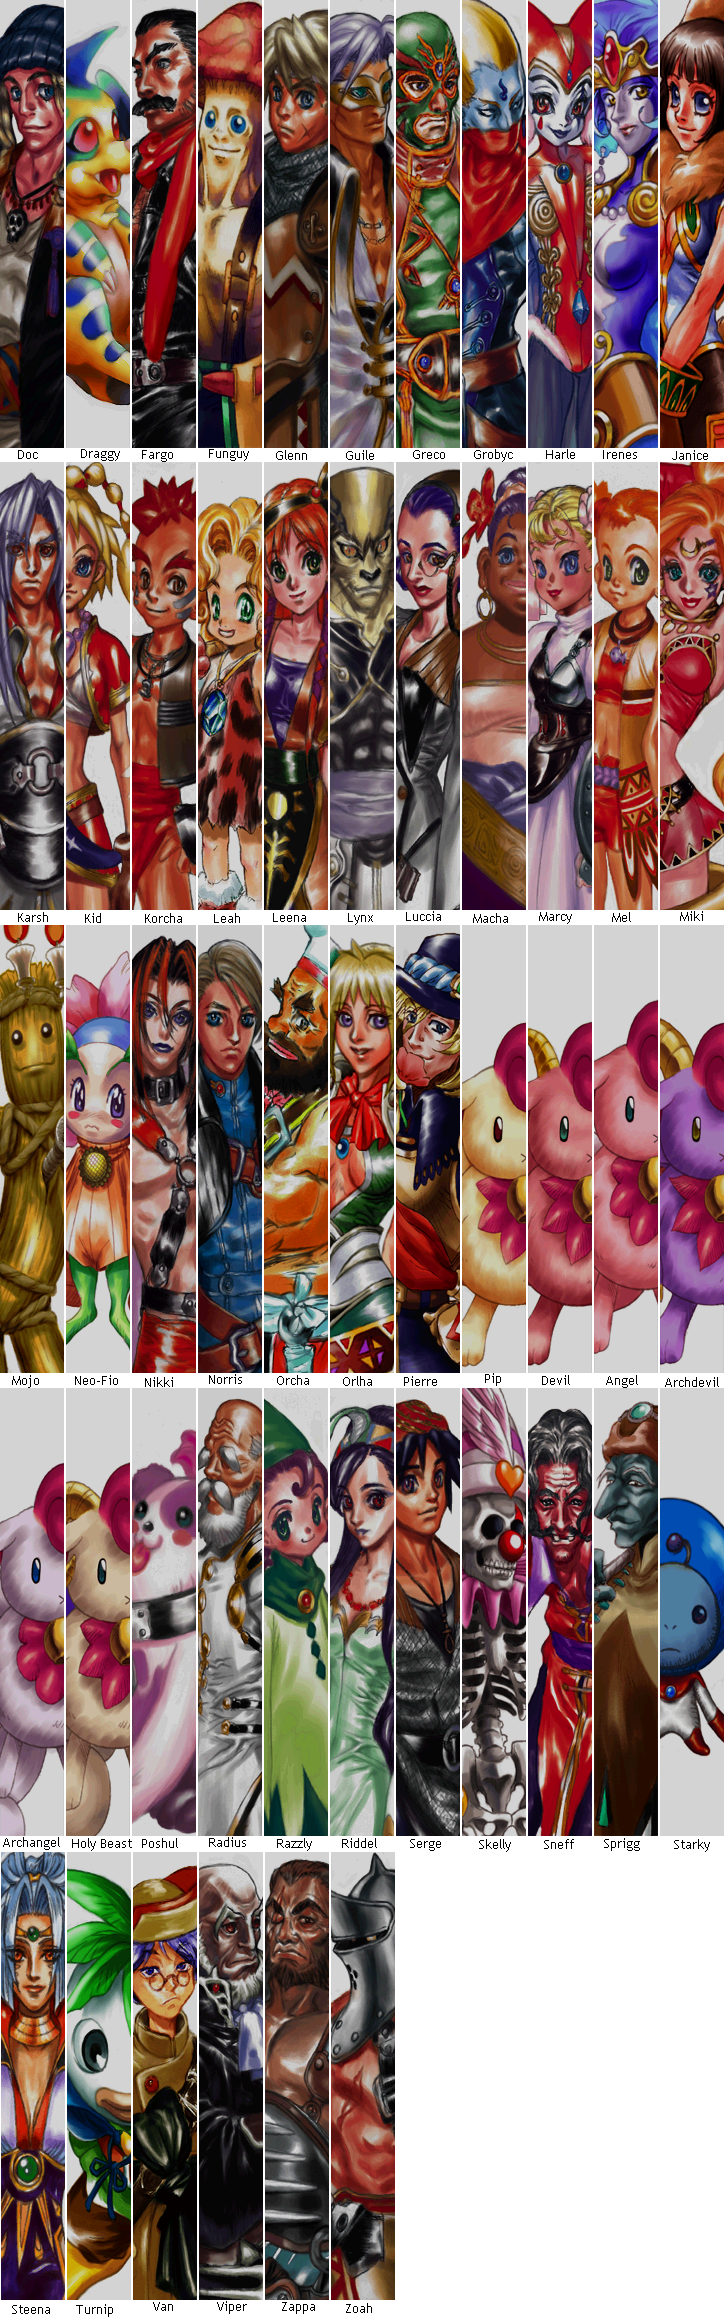 Doc Draggy Fargo Funguy Glenn Guile Greco Grobyc Harle Irenes Janice
Karsh Kid Korcha Leah Leena Lynx Luccia Macha Marcy Mel Miki
Mojo Neo-Fio Nikki Norris Orcha Orlha Pierre Pip Devil Angel Archdevil
Archangel Holy Beast Poshul Radius Razzly Riddel Serge Skelly Sneff Sprigg Starky
Steena Turnip Van Viper Zappa Zoah